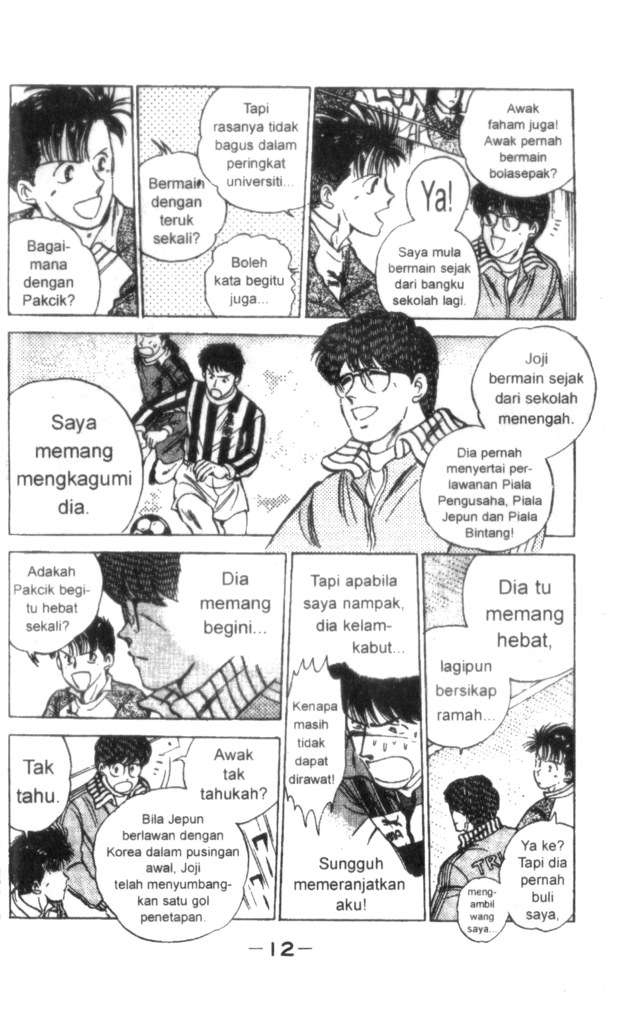 Awak
faham juga!
Awak pernah
bermain
bolasepak?
Ya!
Saya mula
bermain sejak
dari bangku
sekolah lagi.
Tapi
rasanya tidak
bagus dalam
peringkat
universiti...
Bermain
dengan
teruk
sekali?
Boleh
kata begitu
juga...
Bagai-
mana
dengan
Pakcik?
Joji
bermain sejak
dari sekolah
menengah.
Dia pernah
menyertai per-
lawanan Piala
Pengusaha, Piala
Jepun dan Piala
Bintang!
Saya
memang
mengkagumi
dia.
Dia tu
memang
hebat,
lagipun
bersikap
ramah...
Ya ke?
Tapi dia
pernah
buli
saya,
meng-
ambil
wang
saya...
Tapi apabila
saya nampak,
dia kelam-
kabut...
Kenapa
masih
tidak
dapat
dirawat!
Sungguh
memeranjatkan
aku!
Dia
memang
begini...
Adakah
Pakcik begi-
tu hebat
sekali?
Awak
tak
tahukah?
Tak
tahu.
Bila Jepun
berlawan dengan
Korea dalam pusingan
awal, Joji
telah menyumbang-
kan satu gol
penetapan.
－12－